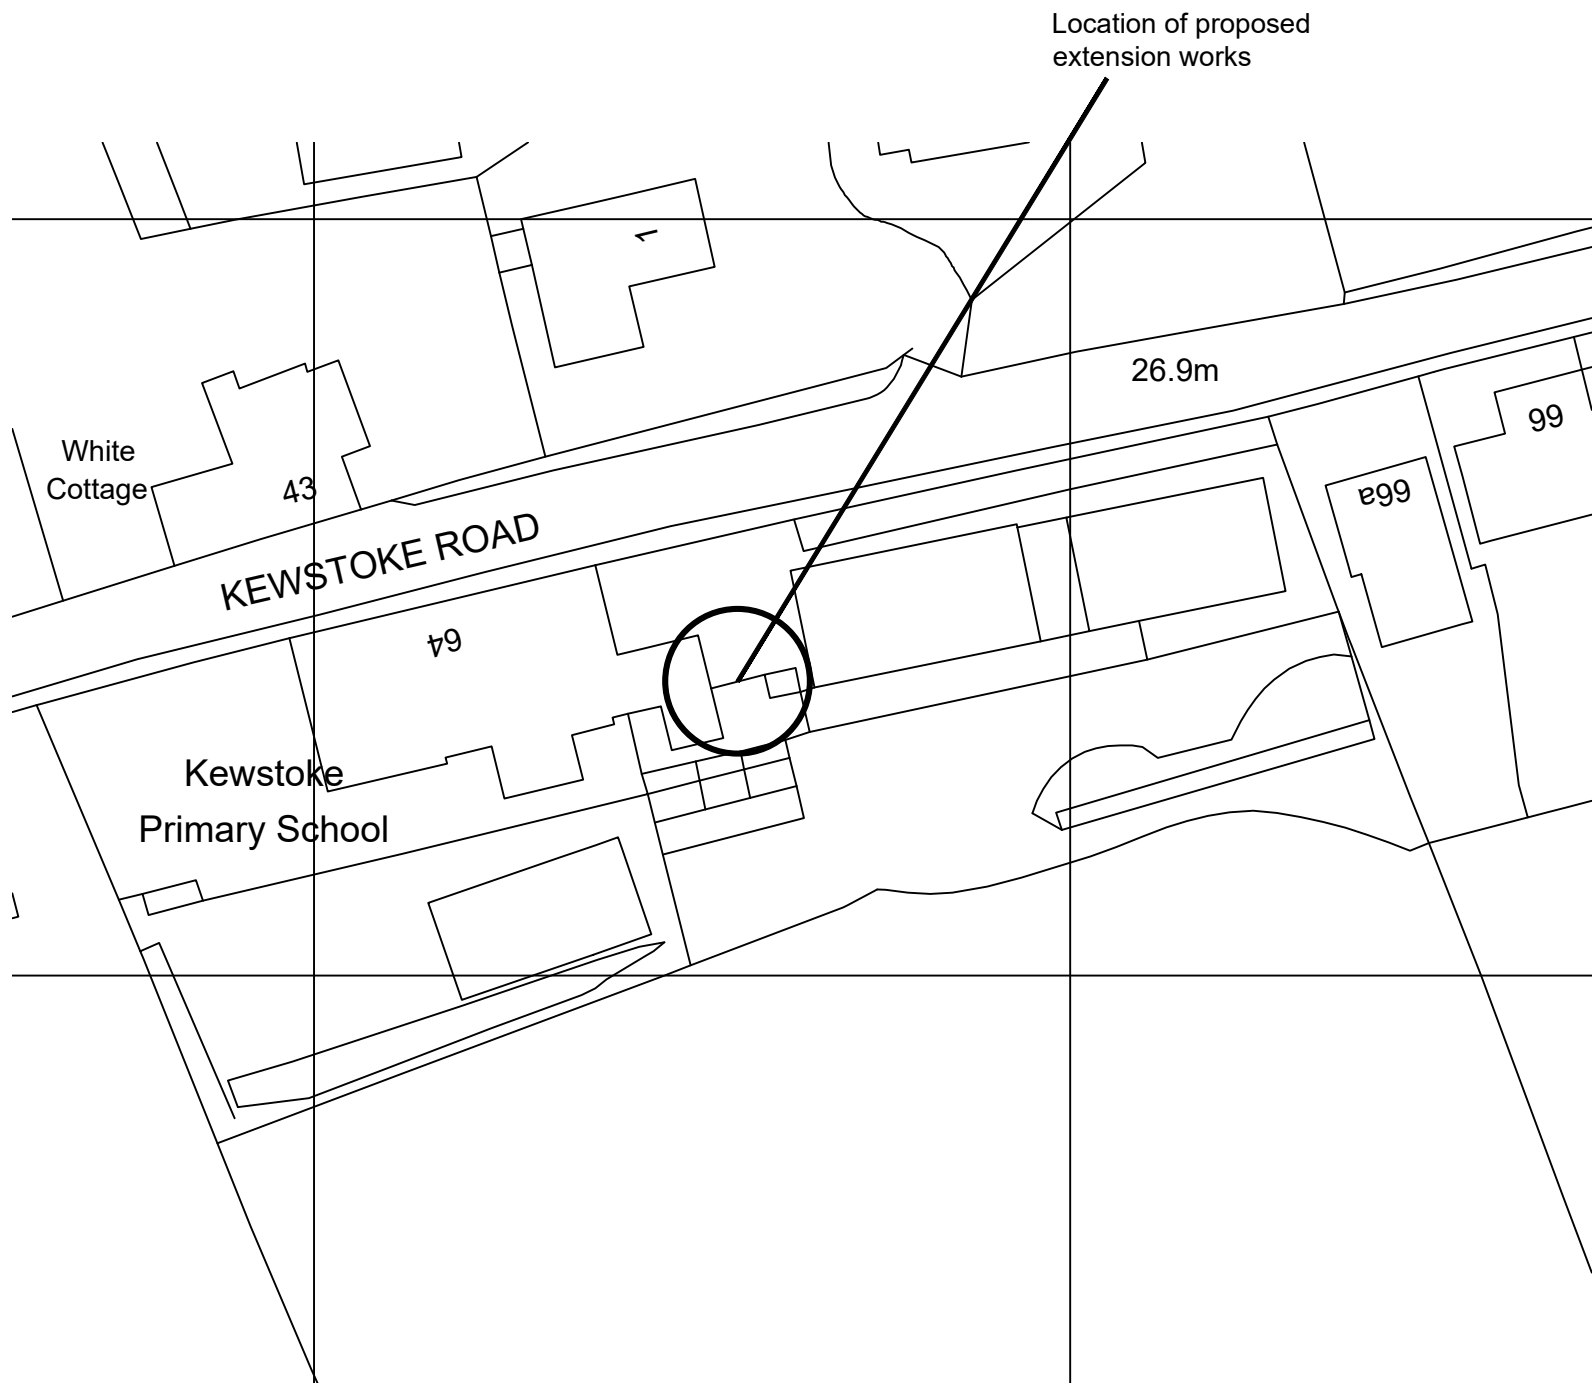 Location of proposed
extension works
1
26.9m
66
White
Cottage
43
66a
KEWSTOKE ROAD
64
Kewstoke
Primary School